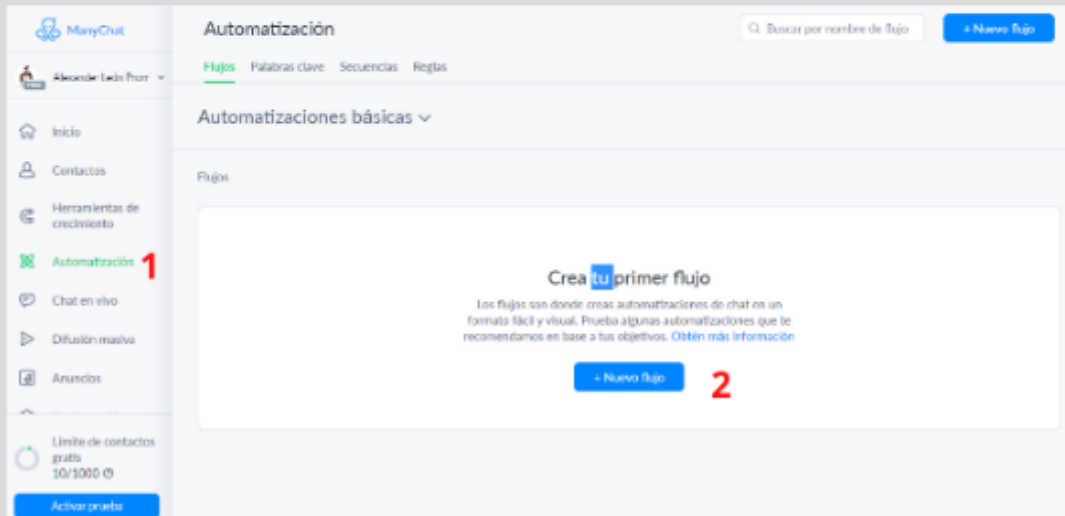 ManyChat
Automatización
Buscar por nombre de flujo
+ Nuevo flujo
Alexander León
Flujos Palabras clave Secuencias Reglas
Automatizaciones básicas
Inicio
Contactos
Herramientas de
crecimiento
Automatización 1
Chat en vivo
Difusión masiva
Anuncios
Flujos
Crea tu primer flujo
Los flujos son donde creas automatizaciones de chat en un
formato fácil y visual. Prueba algunas automatizaciones que te
recomendamos en base a tus objetivos. Obtén más información
+ Nuevo flujo 2
Límite de contactos
gratis
10/1000
Activar prueba